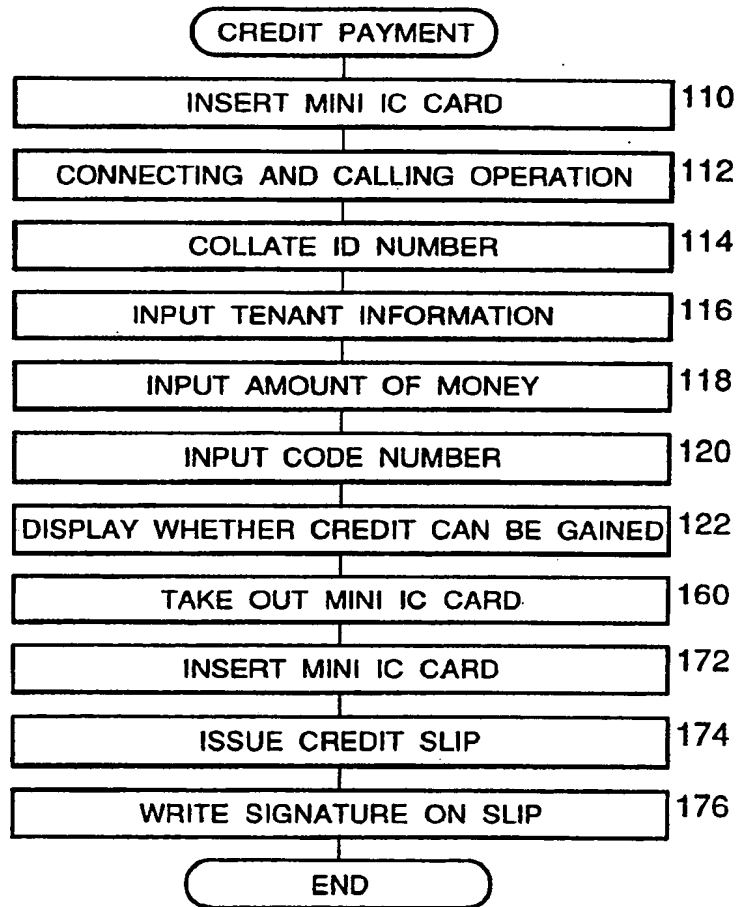 CREDIT PAYMENT
INSERT MINI IC CARD 110
CONNECTING AND CALLING OPERATION 112
COLLATE ID NUMBER 114
INPUT TENANT INFORMATION 116
INPUT AMOUNT OF MONEY 118
INPUT CODE NUMBER 120
DISPLAY WHETHER CREDIT CAN BE GAINED 122
TAKE OUT MINI IC CARD 160
INSERT MINI IC CARD 172
ISSUE CREDIT SLIP 174
WRITE SIGNATURE ON SLIP 176
END